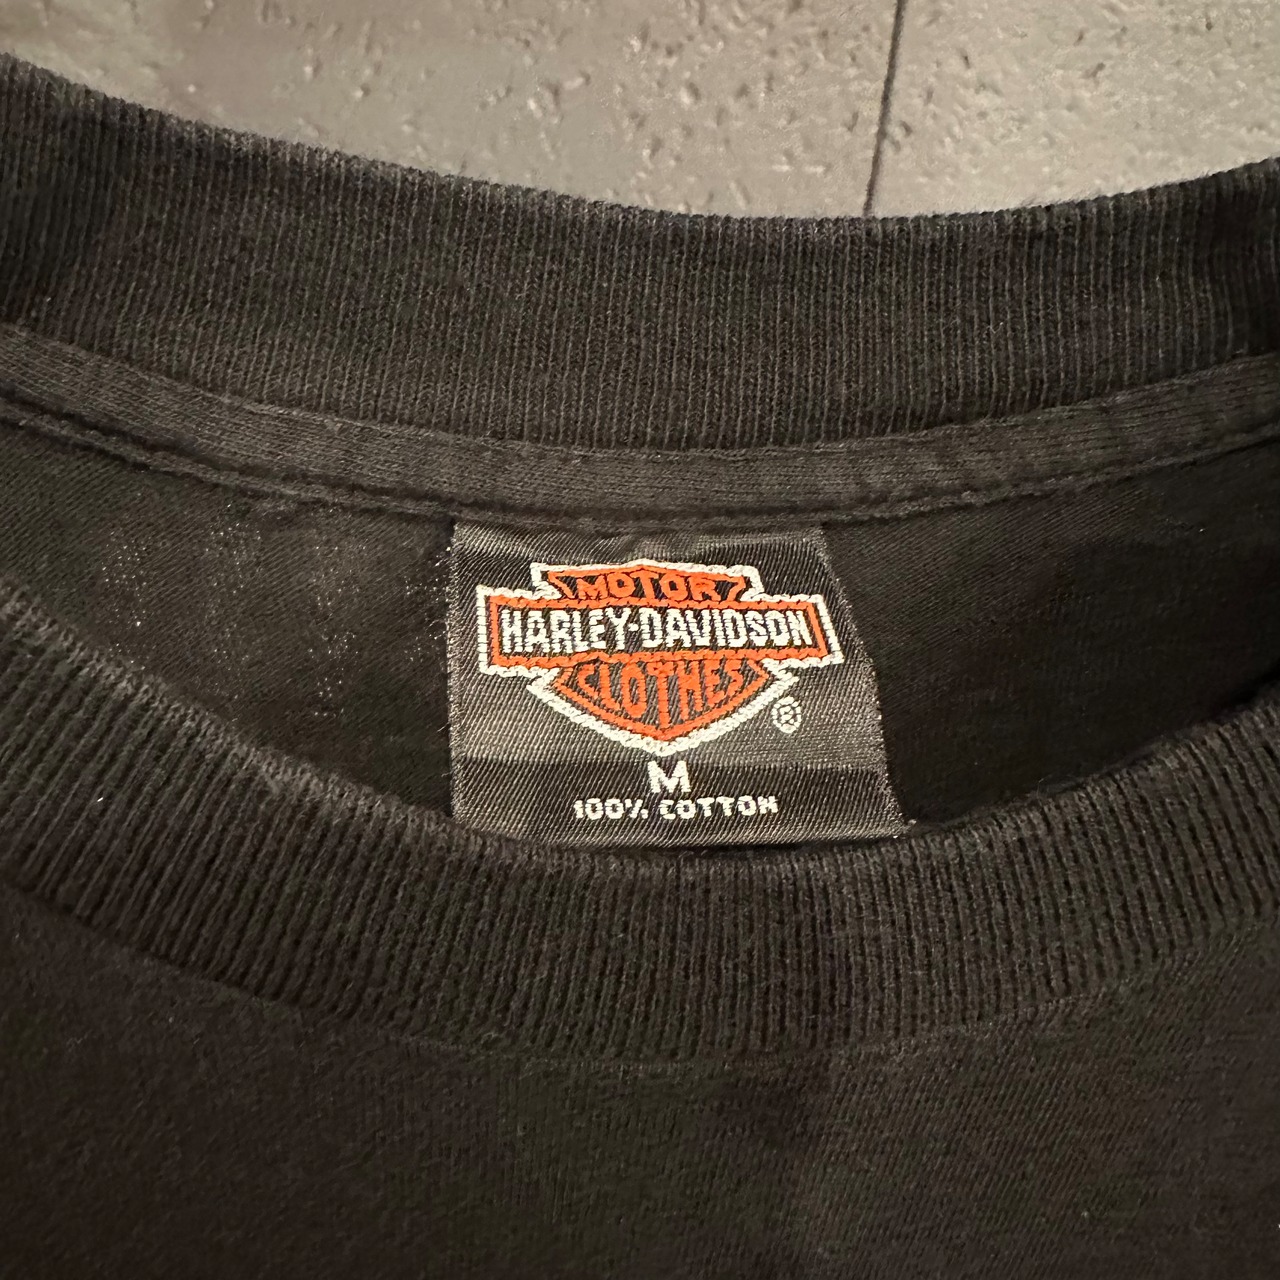 MOTOR
HARLEY-DAVIDSON
CLOTHES
®
M
100% COTTON